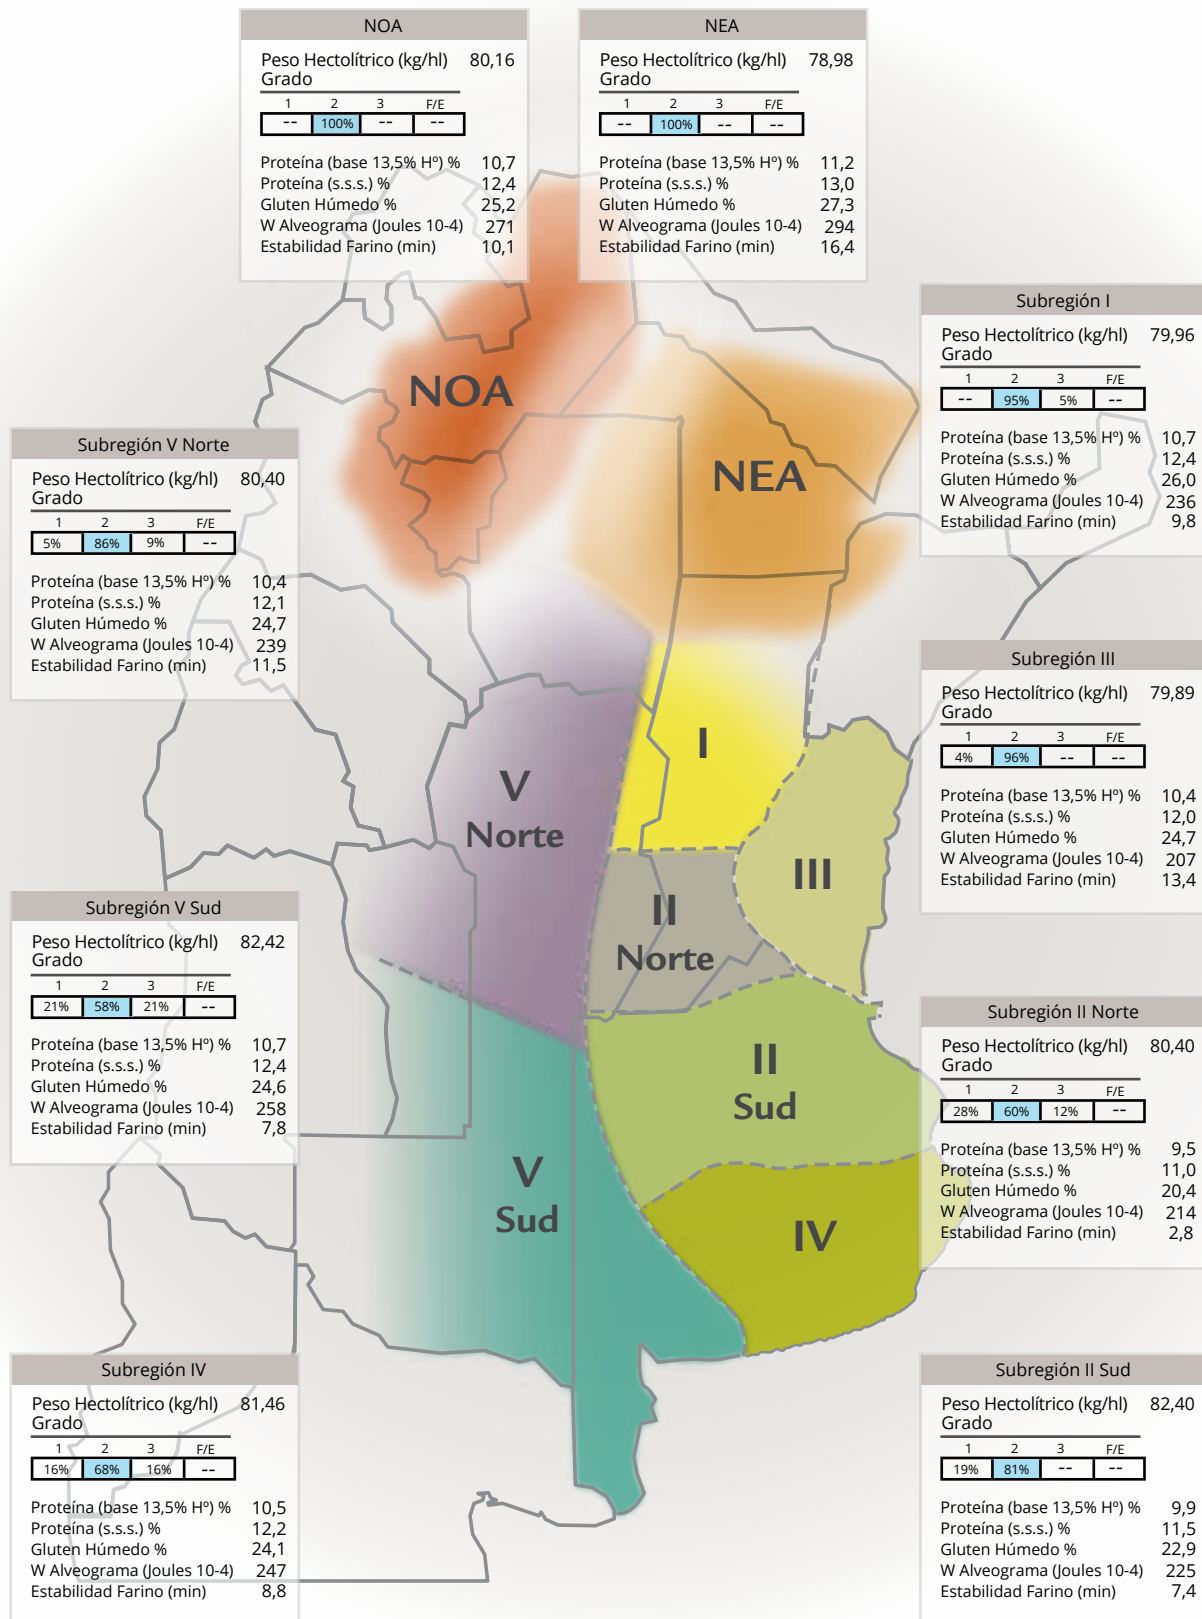 NOA
Peso Hectolítrico (kg/hl) 80,16
Grado
1 2 3 F/E
-- 100% -- --
Proteína (base 13,5% Hº) % 10,7
Proteína (s.s.s.) % 12,4
Gluten Húmedo % 25,2
W Alveograma (Joules 10-4) 271
Estabilidad Farino (min) 10,1
NEA
Peso Hectolítrico (kg/hl) 78,98
Grado
1 2 3 F/E
-- 100% -- --
Proteína (base 13,5% Hº) % 11,2
Proteína (s.s.s.) % 13,0
Gluten Húmedo % 27,3
W Alveograma (Joules 10-4) 294
Estabilidad Farino (min) 16,4
Subregión I
Peso Hectolítrico (kg/hl) 79,96
Grado
1 2 3 F/E
-- 95% 5% --
Proteína (base 13,5% Hº) % 10,7
Proteína (s.s.s.) % 12,4
Gluten Húmedo % 26,0
W Alveograma (Joules 10-4) 236
Estabilidad Farino (min) 9,8
Subregión V Norte
Peso Hectolítrico (kg/hl) 80,40
Grado
1 2 3 F/E
5% 86% 9% --
Proteína (base 13,5% Hº) % 10,4
Proteína (s.s.s.) % 12,1
Gluten Húmedo % 24,7
W Alveograma (Joules 10-4) 239
Estabilidad Farino (min) 11,5
Subregión III
Peso Hectolítrico (kg/hl) 79,89
Grado
1 2 3 F/E
4% 96% -- --
Proteína (base 13,5% Hº) % 10,4
Proteína (s.s.s.) % 12,0
Gluten Húmedo % 24,7
W Alveograma (Joules 10-4) 207
Estabilidad Farino (min) 13,4
Subregión V Sud
Peso Hectolítrico (kg/hl) 82,42
Grado
1 2 3 F/E
21% 58% 21% --
Proteína (base 13,5% Hº) % 10,7
Proteína (s.s.s.) % 12,4
Gluten Húmedo % 24,6
W Alveograma (Joules 10-4) 258
Estabilidad Farino (min) 7,8
Subregión II Norte
Peso Hectolítrico (kg/hl) 80,40
Grado
1 2 3 F/E
28% 60% 12% --
Proteína (base 13,5% Hº) % 9,5
Proteína (s.s.s.) % 11,0
Gluten Húmedo % 20,4
W Alveograma (Joules 10-4) 214
Estabilidad Farino (min) 2,8
Subregión IV
Peso Hectolítrico (kg/hl) 81,46
Grado
1 2 3 F/E
16% 68% 16% --
Proteína (base 13,5% Hº) % 10,5
Proteína (s.s.s.) % 12,2
Gluten Húmedo % 24,1
W Alveograma (Joules 10-4) 247
Estabilidad Farino (min) 8,8
Subregión II Sud
Peso Hectolítrico (kg/hl) 82,40
Grado
1 2 3 F/E
19% 81% -- --
Proteína (base 13,5% Hº) % 9,9
Proteína (s.s.s.) % 11,5
Gluten Húmedo % 22,9
W Alveograma (Joules 10-4) 225
Estabilidad Farino (min) 7,4
NOA
NEA
I
V
Norte
III
II
Norte
II
Sud
V
Sud
IV